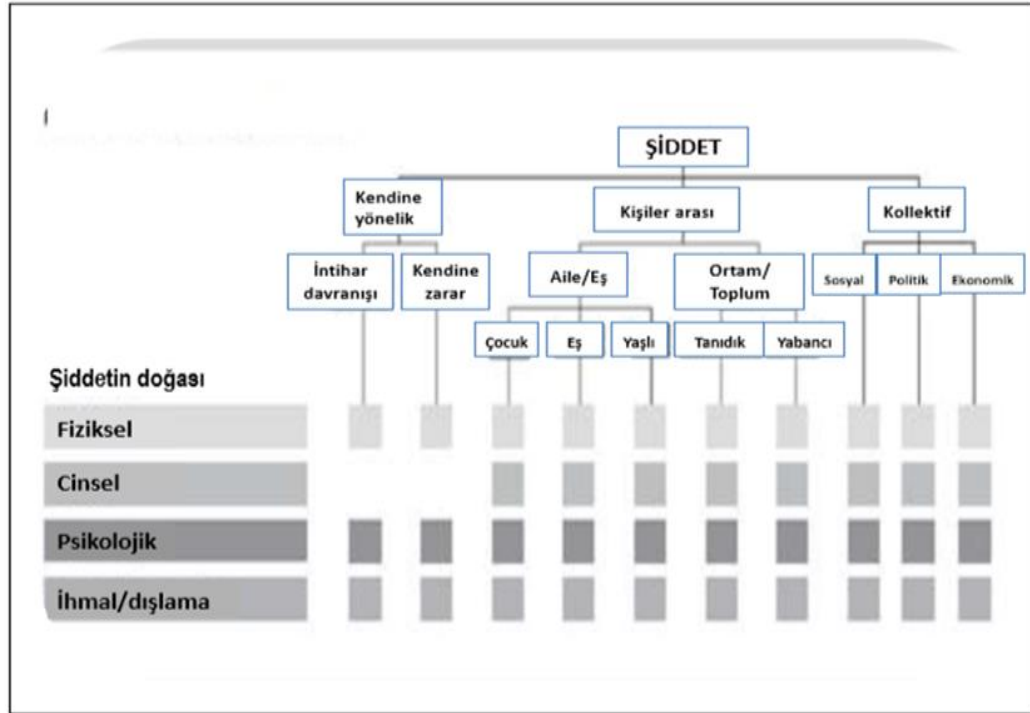 ŞİDDET
Kendine
yönelik
Kişiler arası
Kollektif
İntihar
davranışı
Kendine
zarar
Aile/Eş
Ortam/
Toplum
Sosyal
Politik
Ekonomik
Çocuk
Eş
Yaşlı
Tanıdık
Yabancı
Şiddetin doğası
Fiziksel
Cinsel
Psikolojik
İhmal/dışlama